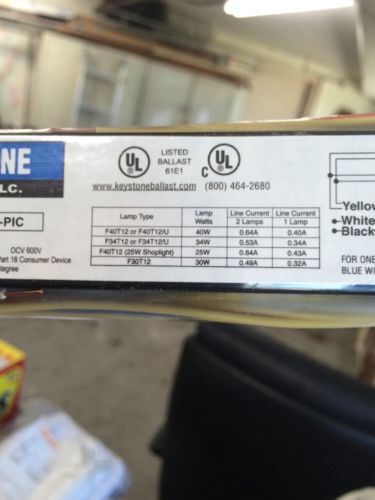 NE
LC.
-PIC
OCV 600V
Part 18 Consumer Device
egree
UL
LISTED
BALLAST
61E1
C UL
www.keystoneballast.com (800) 464-2680
Lamp Type Lamp Watts Line Current 2 Lamps Line Current 1 Lamp
F40T12 or F40T12/U 40W 0.64A 0.40A
F34T12 or F34T12/U 34W 0.53A 0.34A
F40T12 (25W Shoplight) 25W 0.64A 0.43A
F30T12 30W 0.49A 0.32A
Yellow
White
Black
FOR ONE
BLUE WI